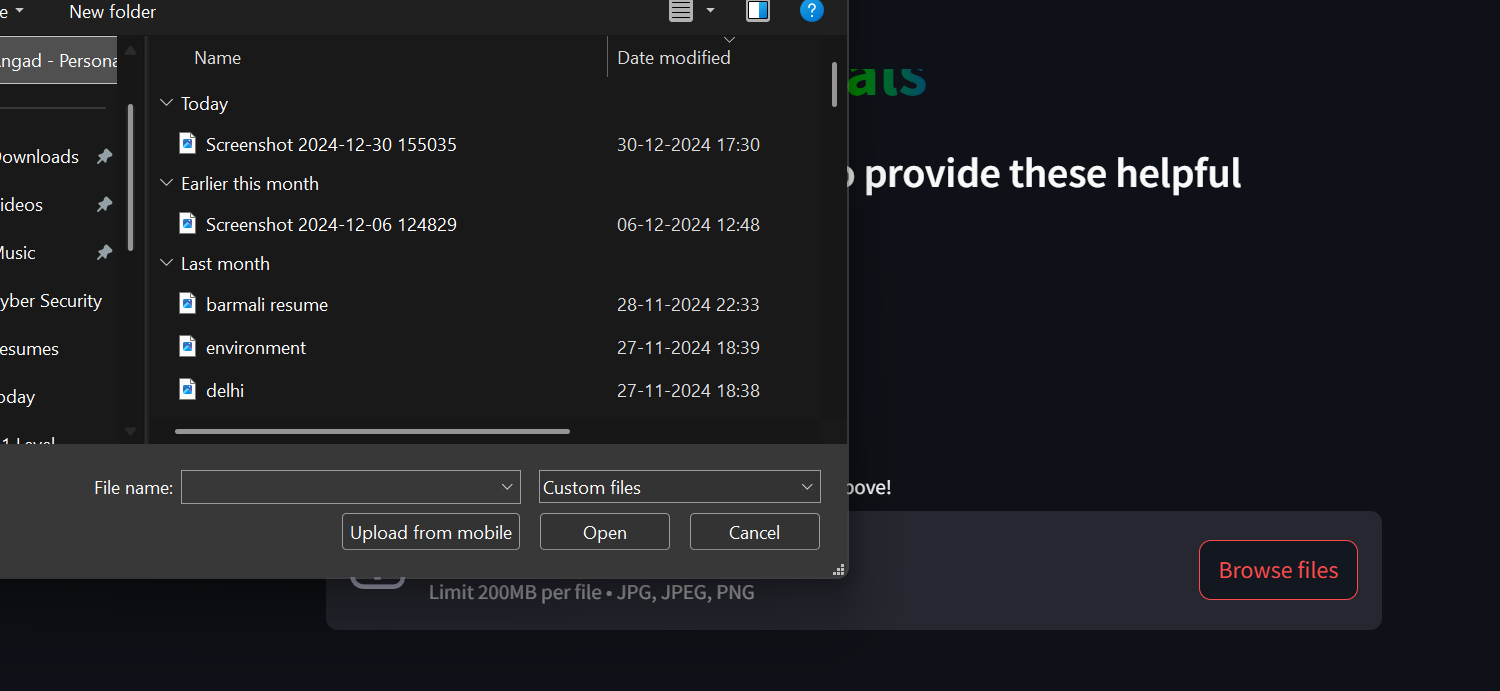 New folder
ngad - Persona
ownloads
ideos
usic
yber Security
esumes
oday
1 Level
Name Date modified
Today
Screenshot 2024-12-30 155035 30-12-2024 17:30
Earlier this month
Screenshot 2024-12-06 124829 06-12-2024 12:48
Last month
barmali resume 28-11-2024 22:33
environment 27-11-2024 18:39
delhi 27-11-2024 18:38
File name: Custom files
Upload from mobile Open Cancel
ats
provide these helpful
ove!
Limit 200MB per file • JPG, JPEG, PNG
Browse files